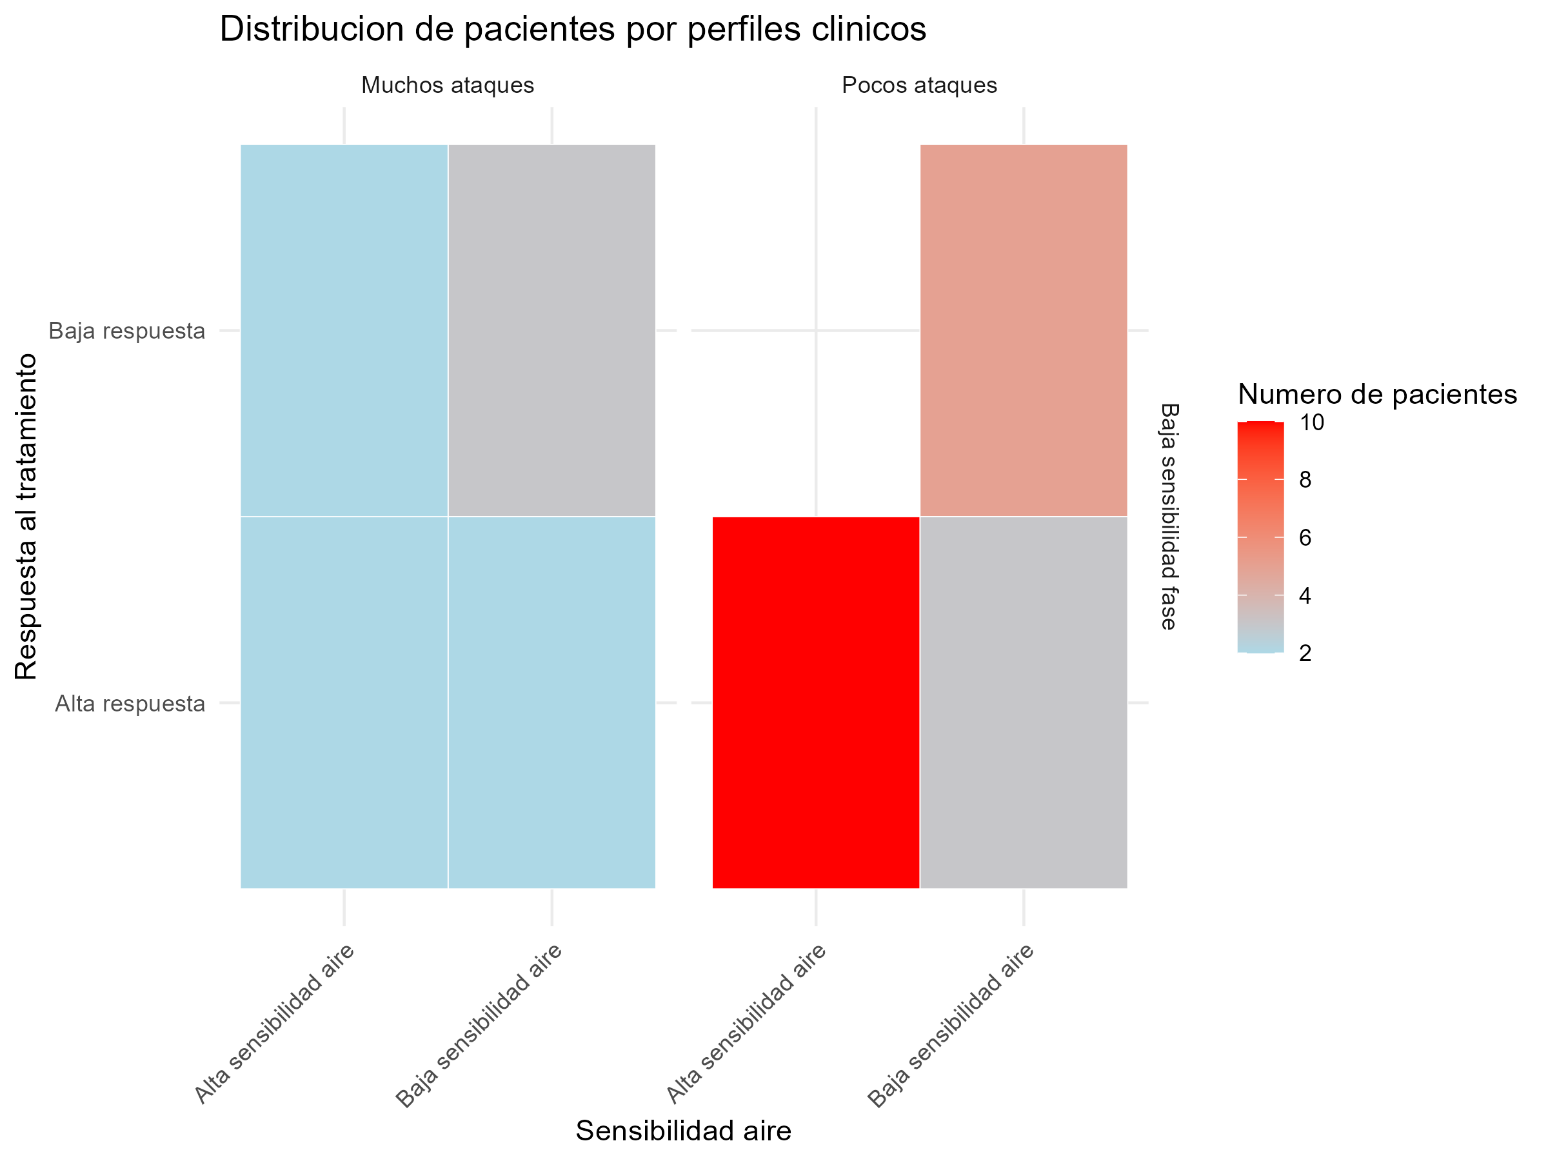 Distribucion de pacientes por perfiles clinicos
Muchos ataques
Pocos ataques
Respuesta al tratamiento
Baja respuesta
Alta respuesta
Baja sensibilidad fase
Numero de pacientes
10
8
6
4
2
Alta sensibilidad aire
Baja sensibilidad aire
Alta sensibilidad aire
Baja sensibilidad aire
Sensibilidad aire